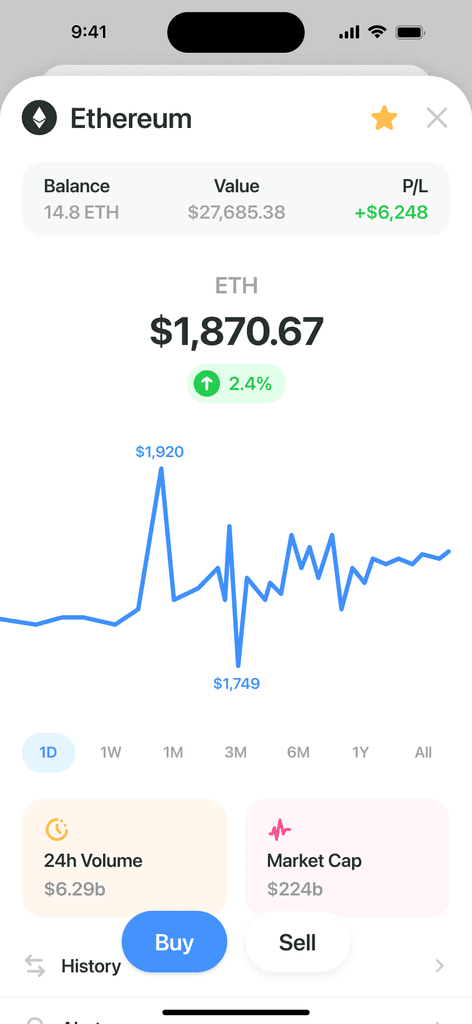 9:41
Ethereum
Balance Value P/L
14.8 ETH $27,685.38 +$6,248
ETH
$1,870.67
2.4%
$1,920
$1,749
1D 1W 1M 3M 6M 1Y All
24h Volume Market Cap
$6.29b $224b
Buy Sell
History